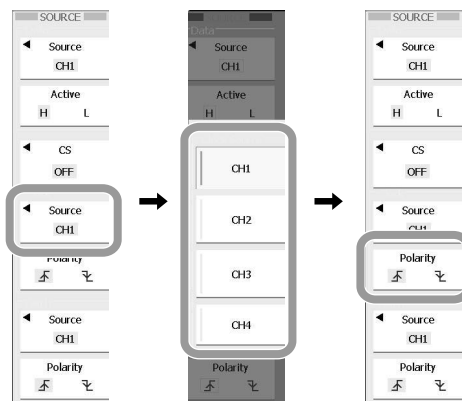 SOURCE
Source
CH1
Active
H L
CS
OFF
Source
CH1
Polarity
Source
CH1
Polarity
Data
Source
CH1
Active
H L
CH1
CH2
CH3
CH4
Polarity
SOURCE
Source
CH1
Active
H L
CS
OFF
Source
CH1
Polarity
Source
CH1
Polarity